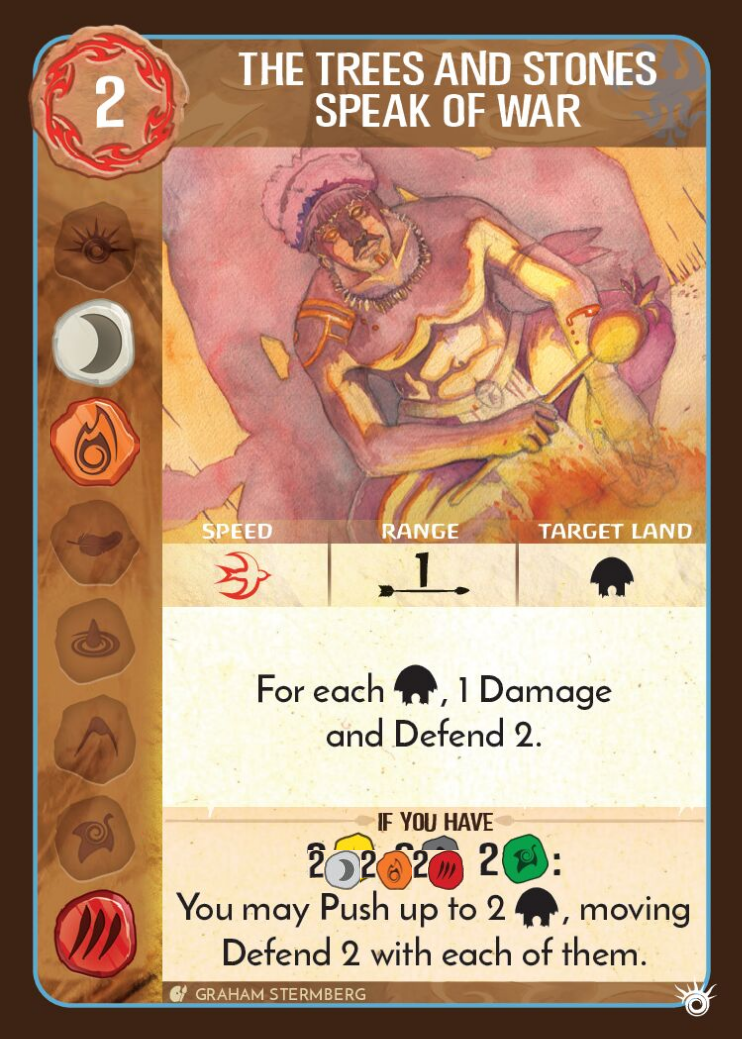 2
THE TREES AND STONES
SPEAK OF WAR
SPEED
RANGE
TARGET LAND
1
For each , 1 Damage
and Defend 2.
IF YOU HAVE
2 2 2 2 :
You may Push up to 2 , moving
Defend 2 with each of them.
GRAHAM STERMBERG